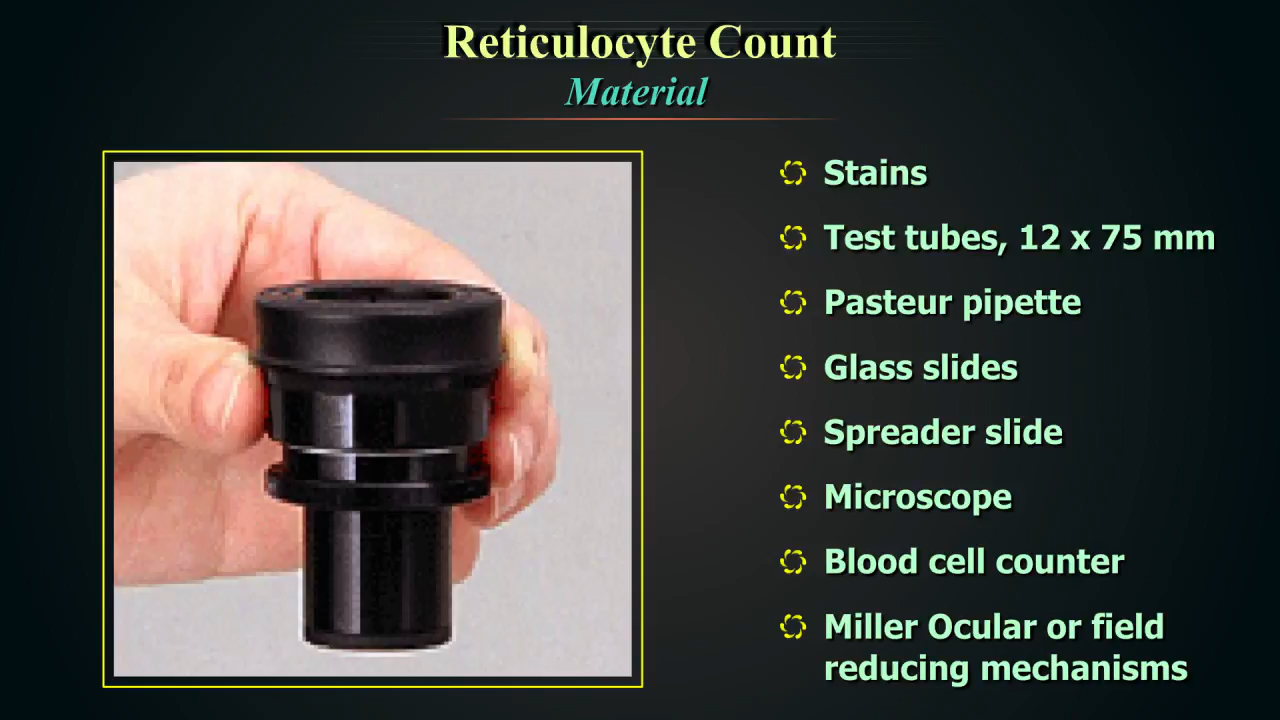 Reticulocyte Count
Material
Stains
Test tubes, 12 x 75 mm
Pasteur pipette
Glass slides
Spreader slide
Microscope
Blood cell counter
Miller Ocular or field
reducing mechanisms